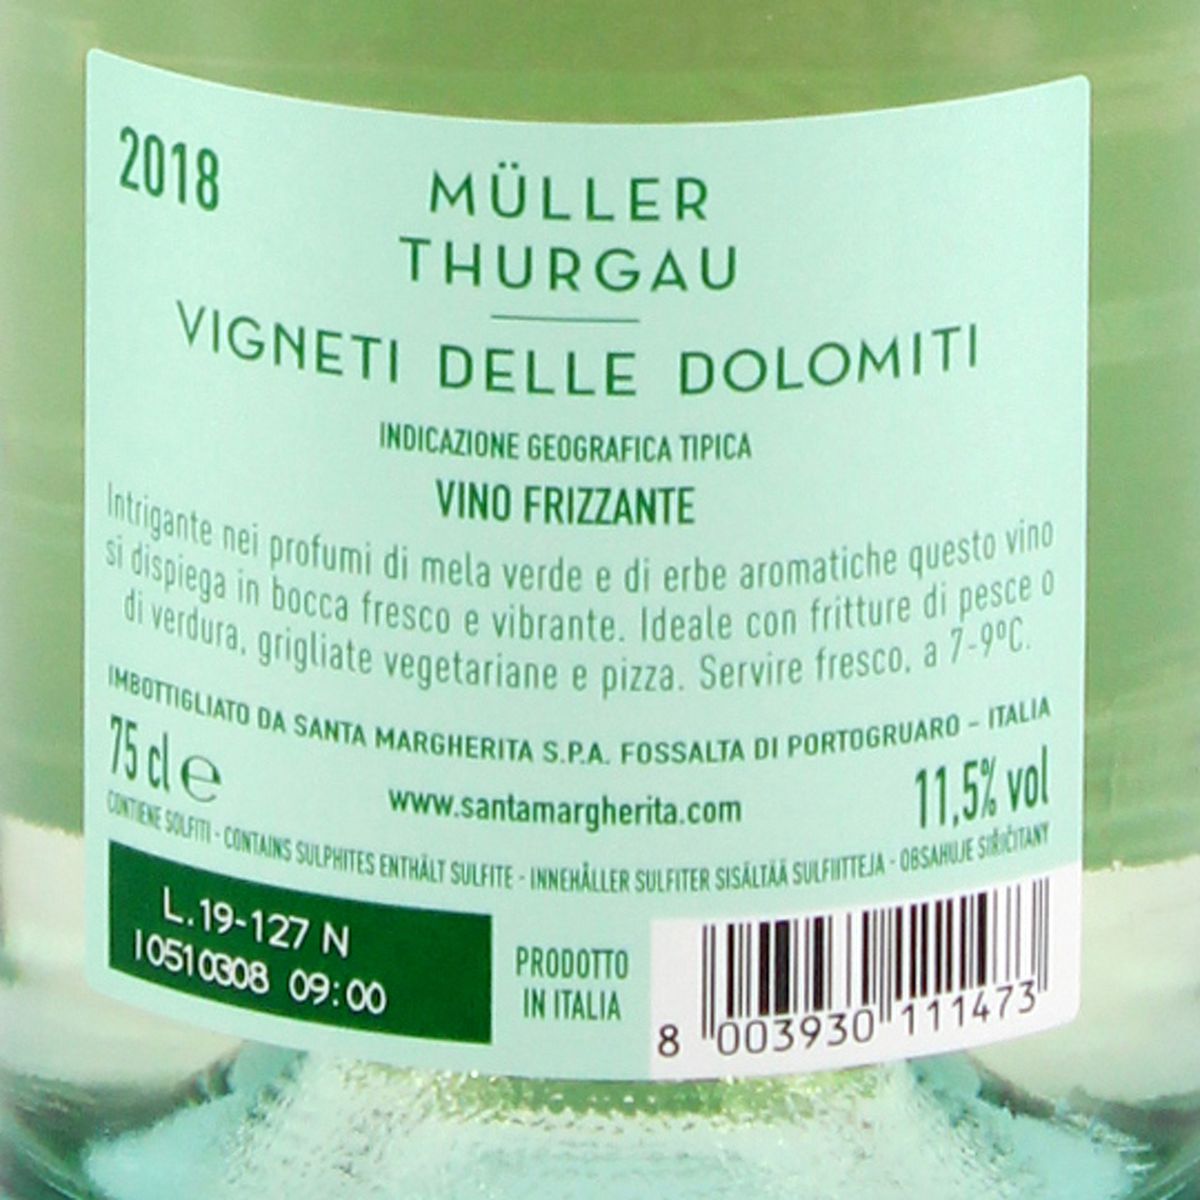 2018
MÜLLER
THURGAU
VIGNETI DELLE DOLOMITI
INDICAZIONE GEOGRAFICA TIPICA
VINO FRIZZANTE
Intrigante nei profumi di mela verde e di erbe aromatiche questo vino
si dispiega in bocca fresco e vibrante. Ideale con fritture di pesce o
di verdura, grigliate vegetariane e pizza. Servire fresco, a 7-9°C.
IMBOTTIGLIATO DA SANTA MARGHERITA S.P.A. FOSSALTA DI PORTOGRUARO - ITALIA
75 cl e
www.santamargherita.com
11,5% vol
CONTIENE SOLFITI - CONTAINS SULPHITES ENTHÄLT SULFITE - INNEHÅLLER SULFITER SISÄLTÄÄ SULFIITTEJA - OBSAHUJE SIŘIČITANY
L.19-127 N
10510308 09:00
PRODOTTO
IN ITALIA
8 003930 111473